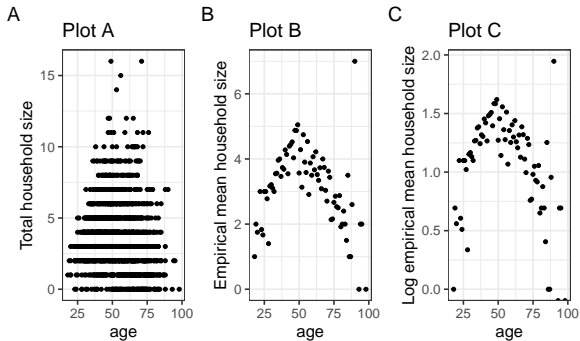 A
Plot A
Total household size
15
10
5
0
25
50
75
100
age
B
Plot B
Empirical mean household size
6
4
2
0
25
50
75
100
age
C
Plot C
Log empirical mean household size
2.0
1.5
1.0
0.5
0.0
25
50
75
100
age